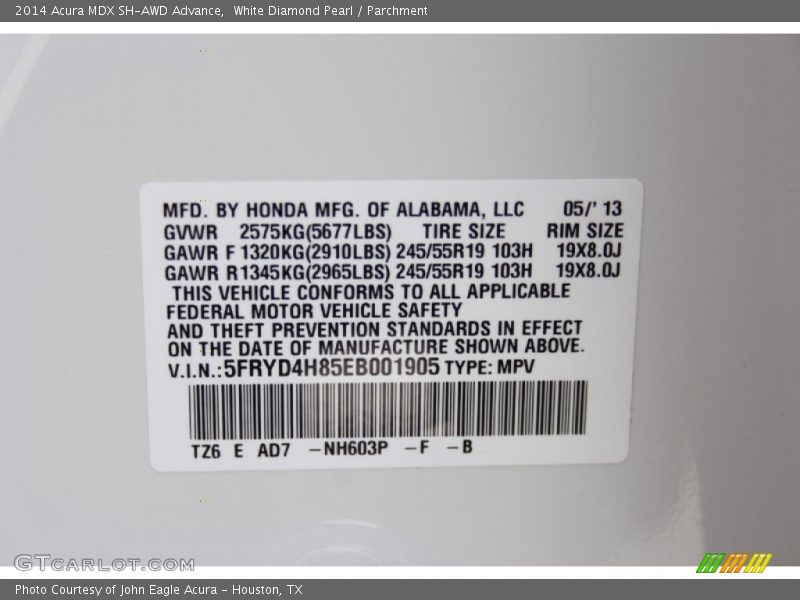 2014 Acura MDX SH-AWD Advance,  White Diamond Pearl / Parchment
MFD. BY HONDA MFG. OF ALABAMA, LLC 05/' 13
GVWR 2575KG(5677LBS) TIRE SIZE RIM SIZE
GAWR F 1320KG(2910LBS) 245/55R19 103H 19X8.0J
GAWR R1345KG(2965LBS) 245/55R19 103H 19X8.0J
THIS VEHICLE CONFORMS TO ALL APPLICABLE
FEDERAL MOTOR VEHICLE SAFETY
AND THEFT PREVENTION STANDARDS IN EFFECT
ON THE DATE OF MANUFACTURE SHOWN ABOVE.
V.I.N.:5FRYD4H85EB001905 TYPE: MPV
TZ6 E AD7 -NH603P -F -B
GTCARLOT.COM
Photo Courtesy of John Eagle Acura - Houston, TX